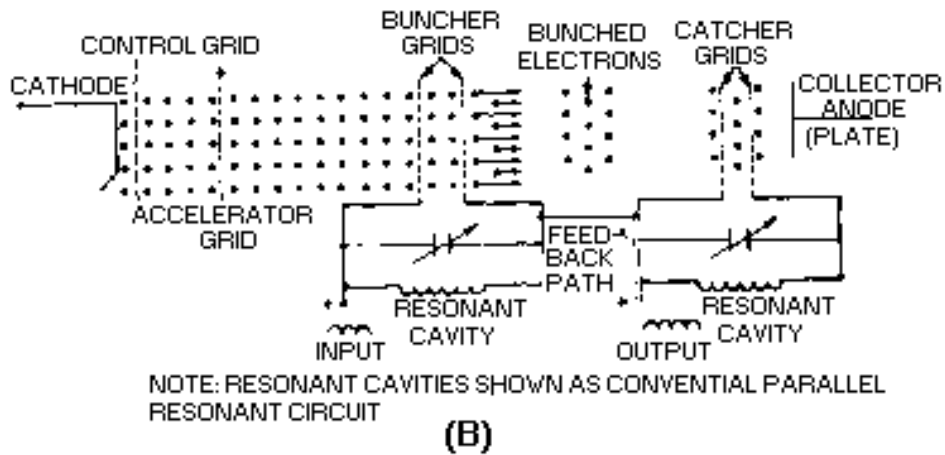 BUNCHER
GRIDS
BUNCHED
ELECTRONS
CATCHER
GRIDS
CONTROL GRID
CATHODE
COLLECTOR
ANODE
(PLATE)
ACCELERATOR
GRID
FEED
BACK
PATH
RESONANT
CAVITY
INPUT
RESONANT
CAVITY
OUTPUT
NOTE: RESONANT CAVITIES SHOWN AS CONVENTIAL PARALLEL
RESONANT CIRCUIT
(B)